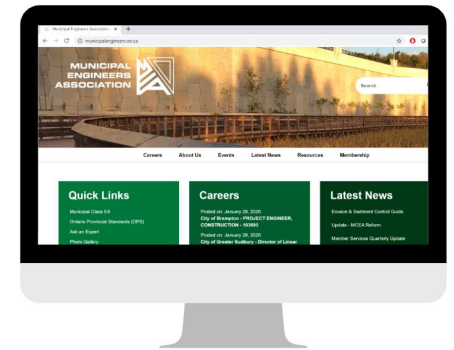 Municipal Engineers Association
municipalengineers.on.ca
MUNICIPAL
ENGINEERS
ASSOCIATION
Search
Careers About Us Events Latest News Resources Membership
Quick Links
Municipal Class EA
Ontario Provincial Standards (OPS)
Ask an Expert
Photo Gallery
Careers
Posted on: January 28, 2020
City of Brampton - PROJECT ENGINEER,
CONSTRUCTION - 103693
Posted on: January 28, 2020
City of Greater Sudbury - Director of Linear
Latest News
Erosion & Sediment Control Guide
Update - MCEA Reform
Member Services Quarterly Update